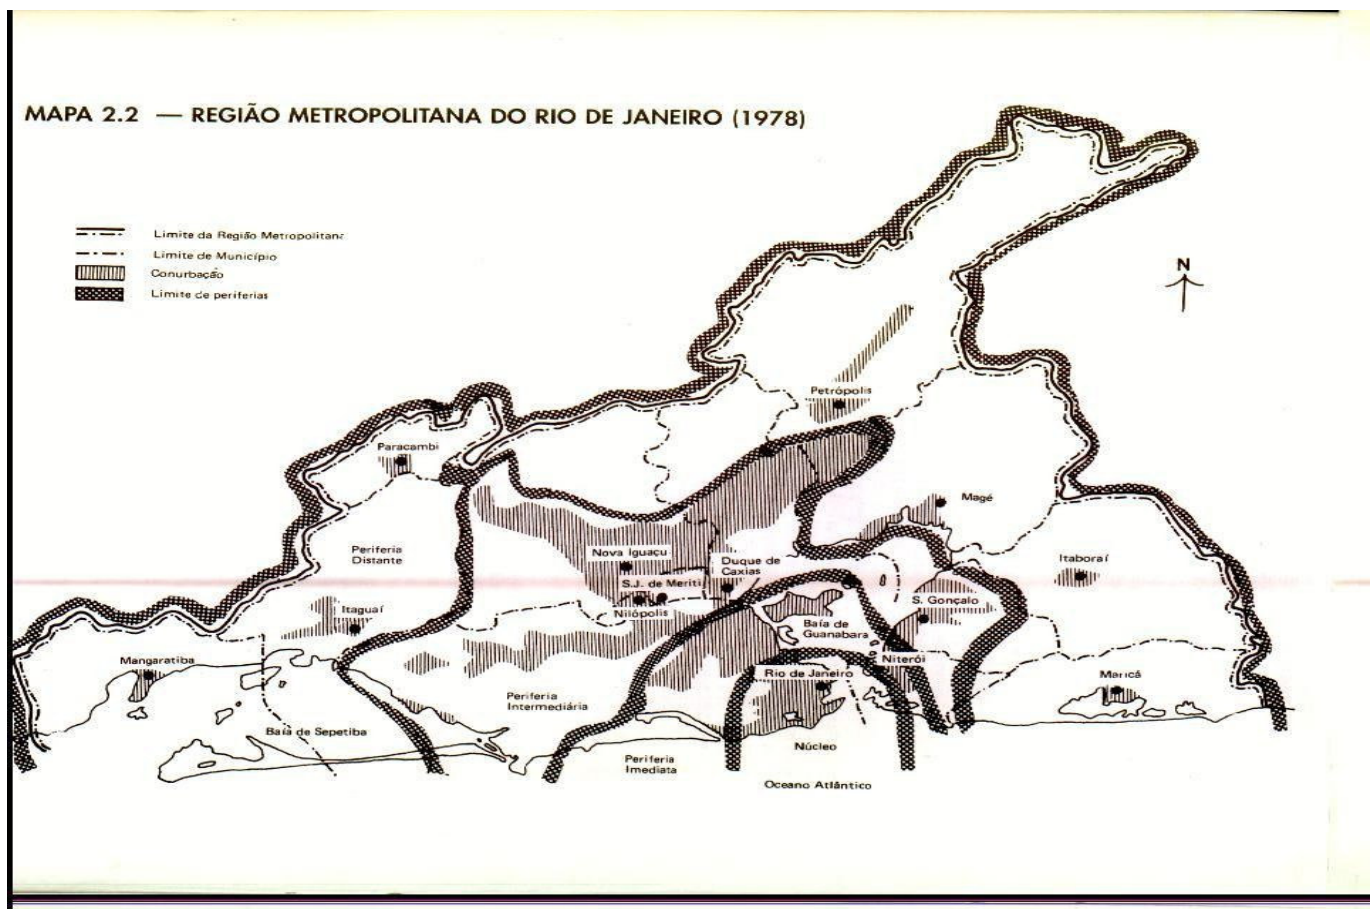 MAPA 2.2 — REGIÃO METROPOLITANA DO RIO DE JANEIRO (1978)
Limite da Região Metropolitana
Limite de Município
Conurbação
Limite de periferias
N
Petrópolis
Paracambi
Magé
Periferia
Distante
Nova Iguaçu
Duque de
Caxias
Itaboraí
S.J. de Meriti
Itaguaí
Nilópolis
S. Gonçalo
Baía de
Guanabara
Mangaratiba
Niterói
Rio de Janeiro
Maricá
Periferia
Intermediária
Baía de Sepetiba
Núcleo
Periferia
Imediata
Oceano Atlântico